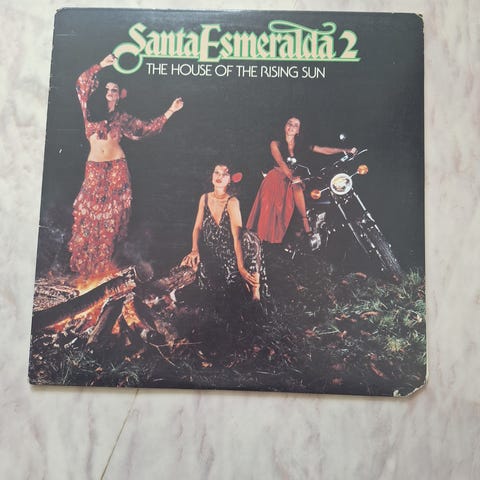 Santa Esmeralda 2
THE HOUSE OF THE RISING SUN